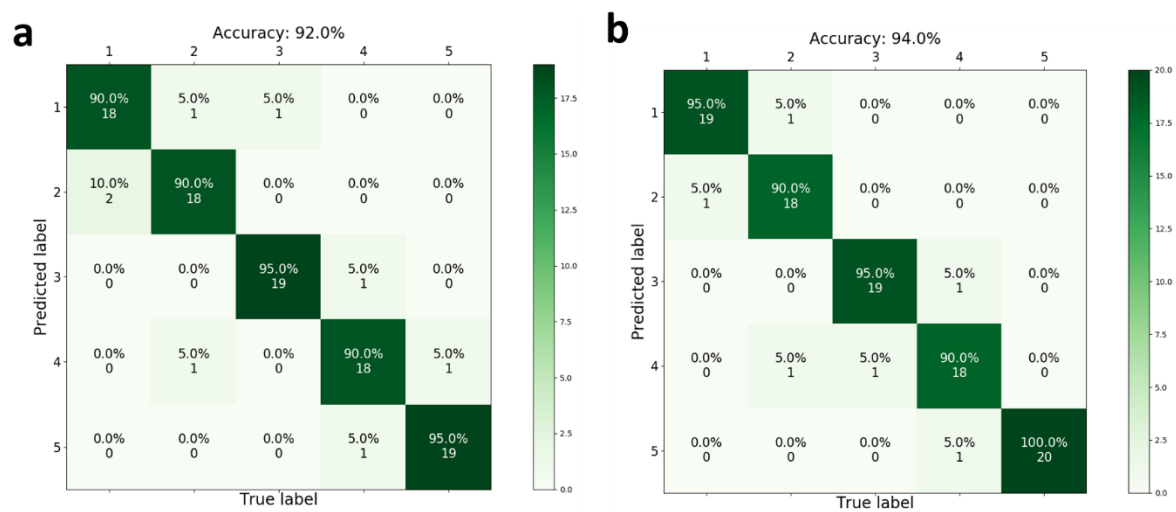 a
Accuracy: 92.0%
1 2 3 4 5
1
90.0% 5.0% 5.0% 0.0% 0.0%
18 1 1 0 0
2
10.0% 90.0% 0.0% 0.0% 0.0%
2 18 0 0 0
3
0.0% 0.0% 95.0% 5.0% 0.0%
0 0 19 1 0
4
0.0% 5.0% 0.0% 90.0% 5.0%
0 1 0 18 1
5
0.0% 0.0% 0.0% 5.0% 95.0%
0 0 0 1 19
Predicted label
True label
17.5
15.0
12.5
10.0
7.5
5.0
2.5
0.0
b
Accuracy: 94.0%
1 2 3 4 5
1
95.0% 5.0% 0.0% 0.0% 0.0%
19 1 0 0 0
2
5.0% 90.0% 0.0% 0.0% 0.0%
1 18 0 0 0
3
0.0% 0.0% 95.0% 5.0% 0.0%
0 0 19 1 0
4
0.0% 5.0% 5.0% 90.0% 0.0%
0 1 1 18 0
5
0.0% 0.0% 0.0% 5.0% 100.0%
0 0 0 1 20
Predicted label
True label
20.0
17.5
15.0
12.5
10.0
7.5
5.0
2.5
0.0